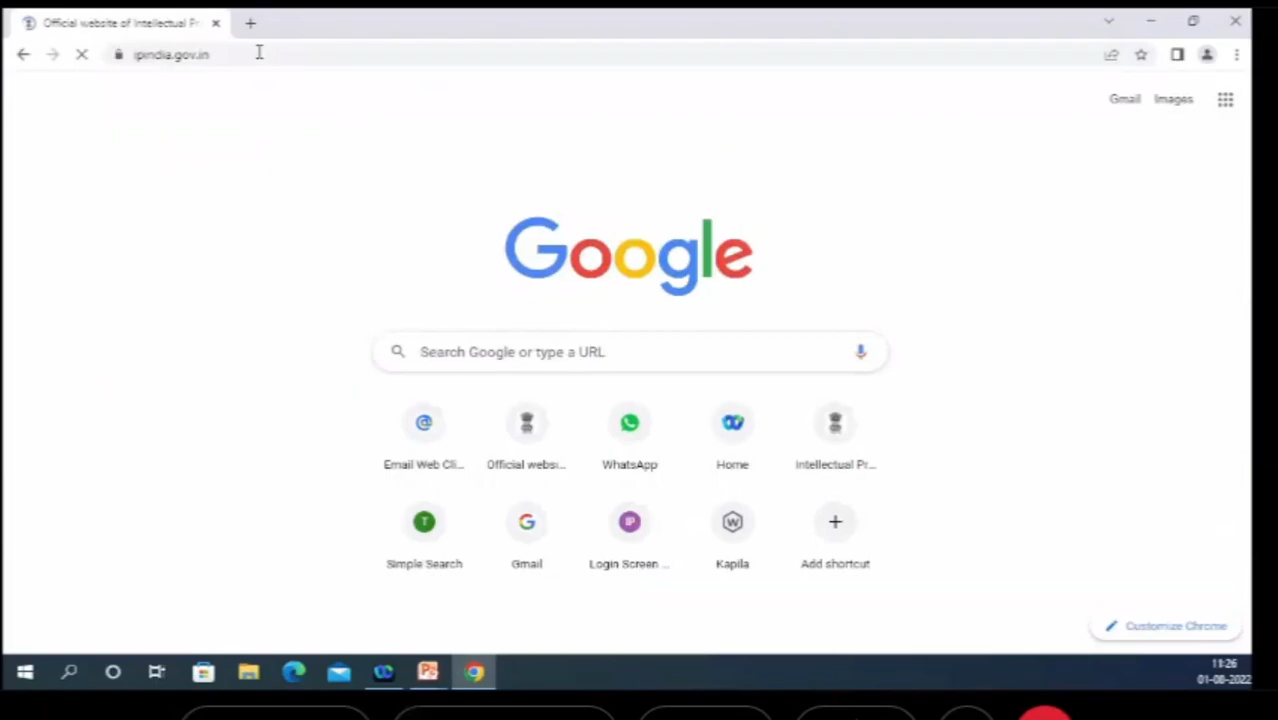 Official website of Intellectual Pr
ipindia.gov.in
Gmail Images
Google
Search Google or type a URL
Email Web Cli... Official websi... WhatsApp Home Intellectual Pr...
T IP W
Simple Search Gmail Login Screen ... Kapila Add shortcut
Customize Chrome
11:26
01-08-2022